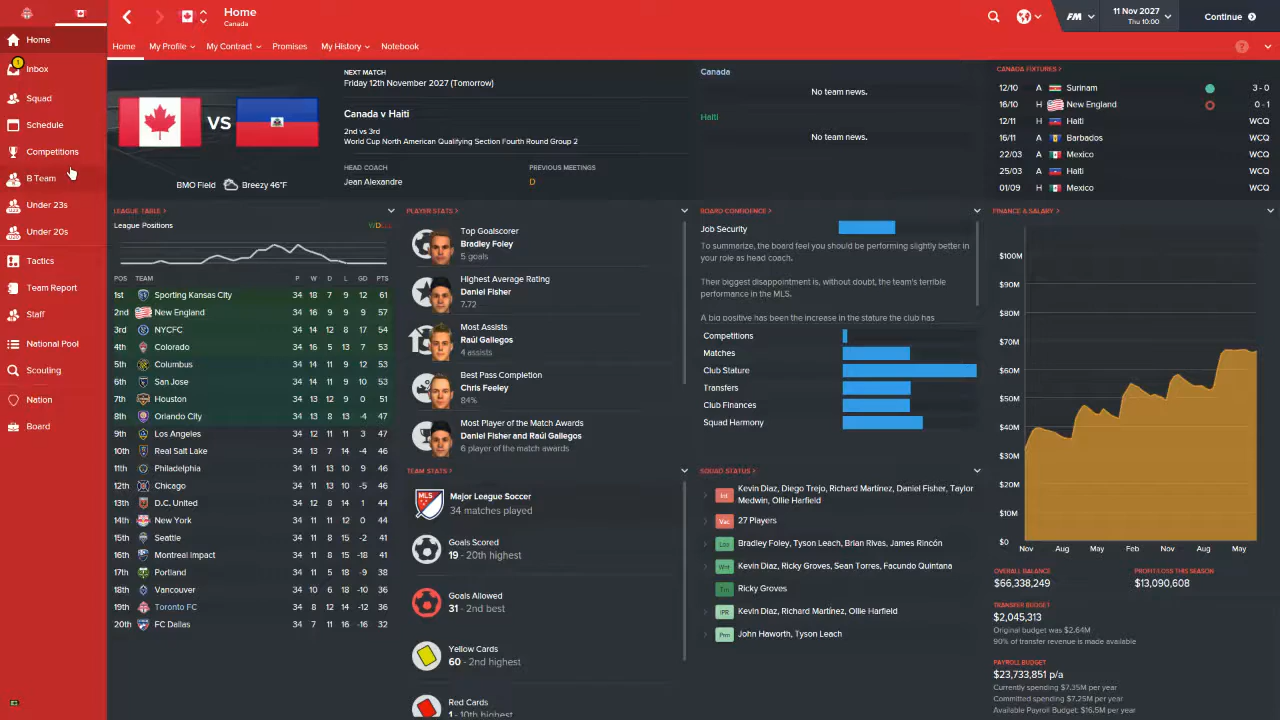 Home
Canada
FM
11 Nov 2027
Thu 10:00
Continue
Home
My Profile
My Contract
Promises
My History
Notebook
?
Home
1
Inbox
Squad
Schedule
Competitions
B Team
Under 23s
Under 20s
Tactics
Team Report
Staff
National Pool
Scouting
Nation
Board
VS
BMO Field
Breezy 46°F
NEXT MATCH
Friday 12th November 2027 (Tomorrow)
Canada v Haiti
2nd vs 3rd
World Cup North American Qualifying Section Fourth Round Group 2
HEAD COACH
Jean Alexandre
PREVIOUS MEETINGS
D
Canada
No team news.
Haiti
No team news.
CANADA FIXTURES >
12/10 A Surinam 3 - 0
16/10 H New England 0 - 1
12/11 H Haiti WCQ
16/11 A Barbados WCQ
22/03 A Mexico WCQ
25/03 A Haiti WCQ
01/09 H Mexico WCQ
LEAGUE TABLE >
League Positions
POS TEAM P W D L GD PTS
1st Sporting Kansas City 34 18 7 9 12 61
2nd New England 34 16 9 9 9 57
3rd NYCFC 34 14 12 8 17 54
4th Colorado 34 16 5 13 7 53
5th Columbus 34 14 11 9 12 53
6th San Jose 34 14 11 9 10 53
7th Houston 34 13 12 9 0 51
8th Orlando City 34 13 8 13 -4 47
9th Los Angeles 34 12 11 11 3 47
10th Real Salt Lake 34 13 7 14 -4 46
11th Philadelphia 34 11 13 10 9 46
12th Chicago 34 11 13 10 -5 46
13th D.C. United 34 12 8 14 1 44
14th New York 34 11 11 12 0 44
15th Seattle 34 11 8 15 -2 41
16th Montreal Impact 34 11 8 15 -18 41
17th Portland 34 11 5 18 -9 38
18th Vancouver 34 10 6 18 -10 36
19th Toronto FC 34 8 12 14 -12 36
20th FC Dallas 34 7 11 16 -16 32
PLAYER STATS >
Top Goalscorer
Bradley Foley
5 goals
Highest Average Rating
Daniel Fisher
7.72
Most Assists
Raúl Gallegos
4 assists
Best Pass Completion
Chris Feeley
84%
Most Player of the Match Awards
Daniel Fisher and Raúl Gallegos
6 player of the match awards
TEAM STATS >
MLS
Major League Soccer
34 matches played
Goals Scored
19 - 20th highest
Goals Allowed
31 - 2nd best
Yellow Cards
60 - 2nd highest
Red Cards
1 - 10th highest
BOARD CONFIDENCE >
Job Security
To summarize, the board feel you should be performing slightly better in
your role as head coach.
Their biggest disappointment is, without doubt, the team's terrible
performance in the MLS.
A big positive has been the increase in the stature the club has
Competitions
Matches
Club Stature
Transfers
Club Finances
Squad Harmony
SQUAD STATUS >
Int Kevin Diaz, Diego Trejo, Richard Martínez, Daniel Fisher, Taylor
Medwin, Ollie Harfield
Vac 27 Players
Bradley Foley, Tyson Leach, Brian Rivas, James Rincón
Wnt Kevin Diaz, Ricky Groves, Sean Torres, Facundo Quintana
Ricky Groves
IPR Kevin Diaz, Richard Martínez, Ollie Harfield
Prm John Haworth, Tyson Leach
FINANCE & SALARY >
$100M
$90M
$80M
$70M
$60M
$50M
$40M
$30M
$20M
$10M
$0
Nov Aug May Feb Nov Aug May
OVERALL BALANCE
$66,338,249
PROFIT/LOSS THIS SEASON
$13,090,608
TRANSFER BUDGET
$2,045,313
Original budget was $2.64M
90% of transfer revenue is made available
PAYROLL BUDGET
$23,733,851 p/a
Currently spending $7.35M per year
Committed spending $7.25M per year
Available Payroll Budget: $16.5M per year